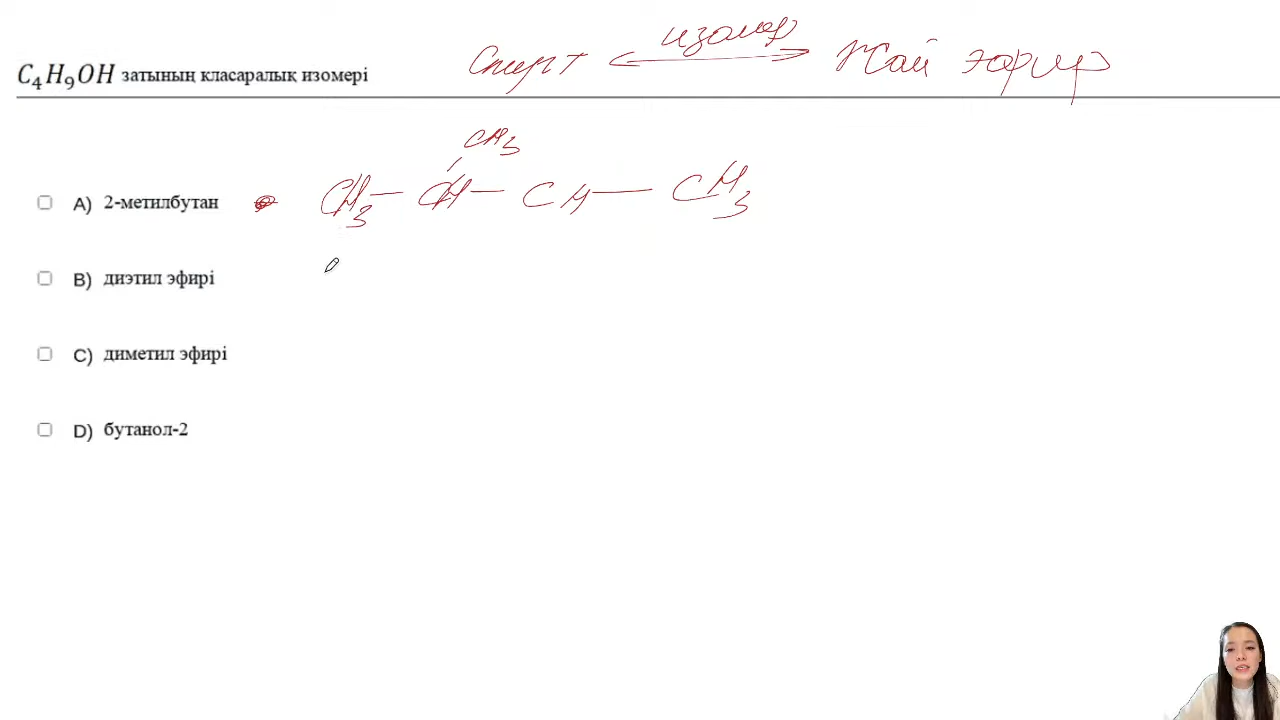 Спирт <- изомер -> Жай эфир
C₄H₉OH затының класаралық изомері
CH₃
A) 2-метилбутан CH₃ — CH — CH — CH₃
B) диэтил эфирі
C) диметил эфирі
D) бутанол-2